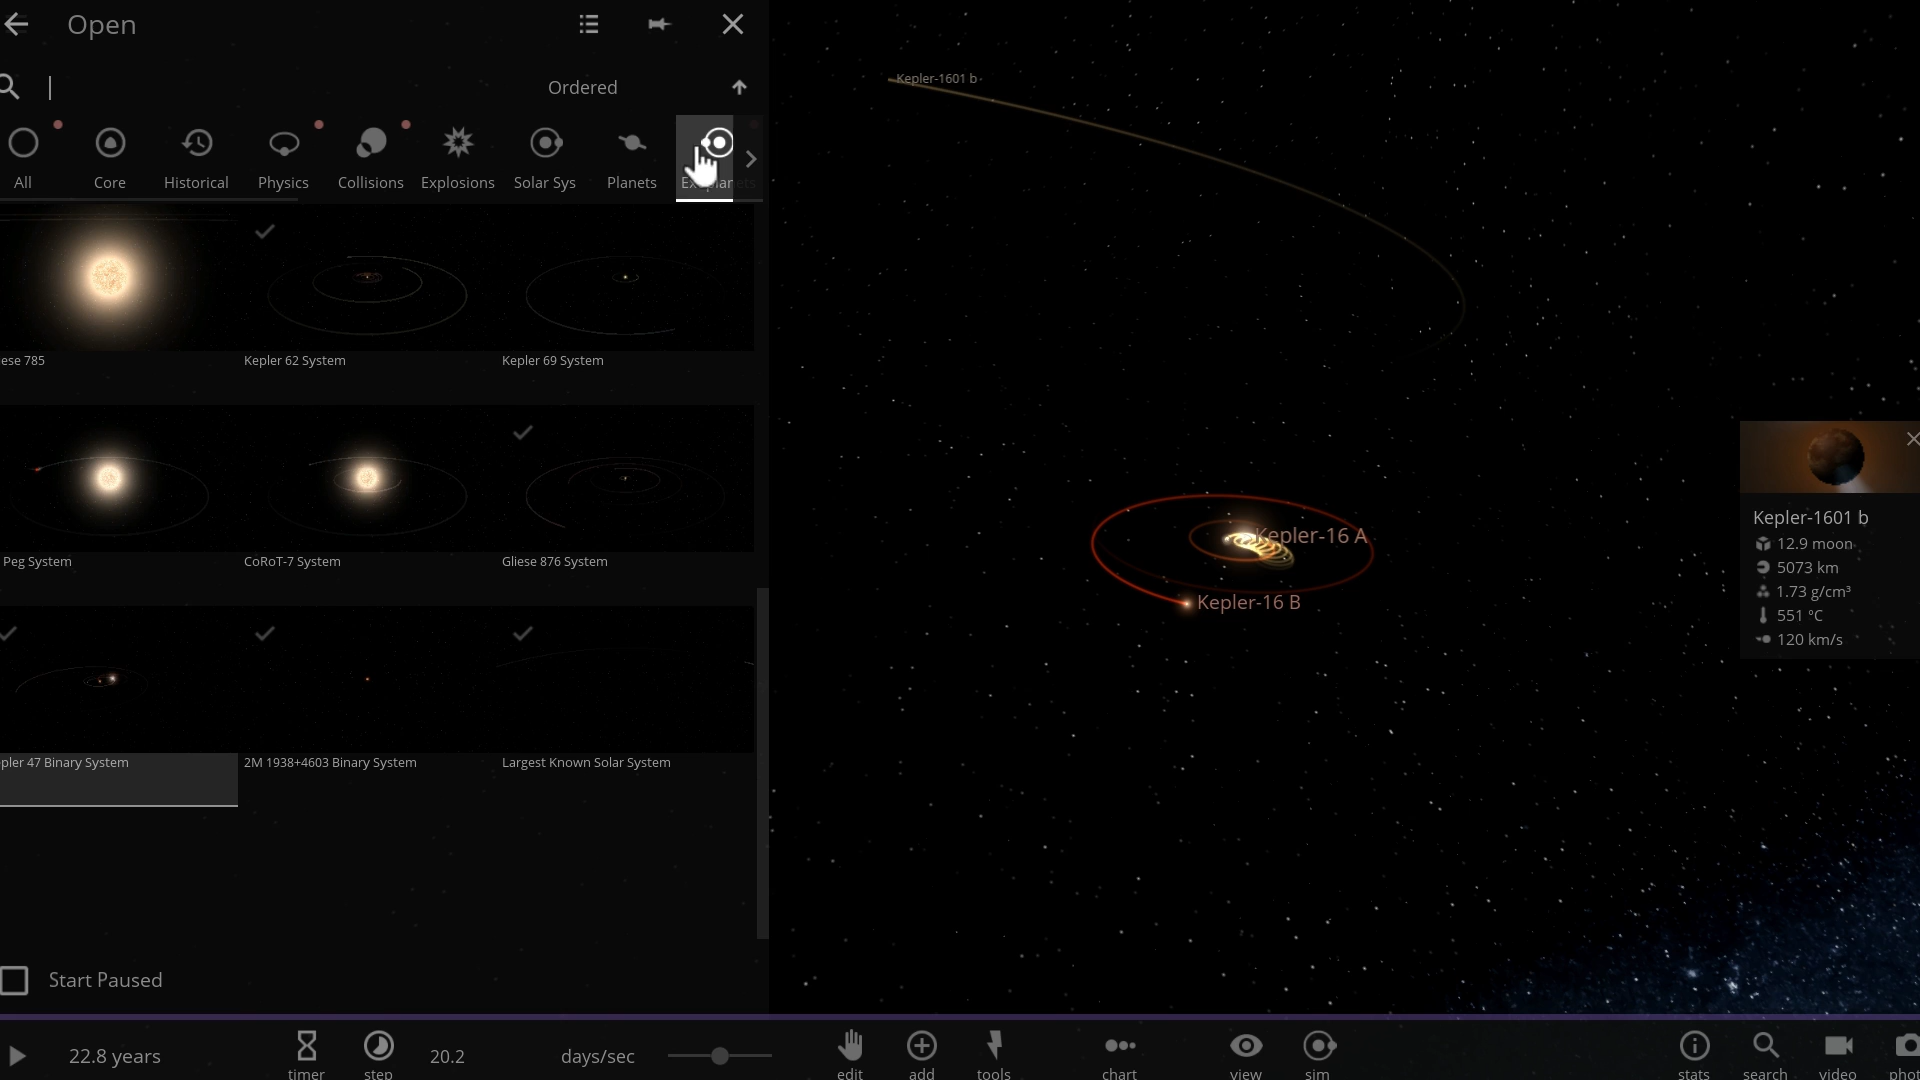 Open
Ordered
All
Core
Historical
Physics
Collisions
Explosions
Solar Sys
Planets
ese 785
Kepler 62 System
Kepler 69 System
Peg System
CoRoT-7 System
Gliese 876 System
pler 47 Binary System
2M 1938+4603 Binary System
Largest Known Solar System
Start Paused
Kepler-1601 b
Kepler-16 A
Kepler-16 B
Kepler-1601 b
12.9 moon
5073 km
1.73 g/cm³
551 °C
120 km/s
22.8 years
timer
step
20.2
days/sec
edit
add
tools
chart
view
sim
stats
search
video
phot